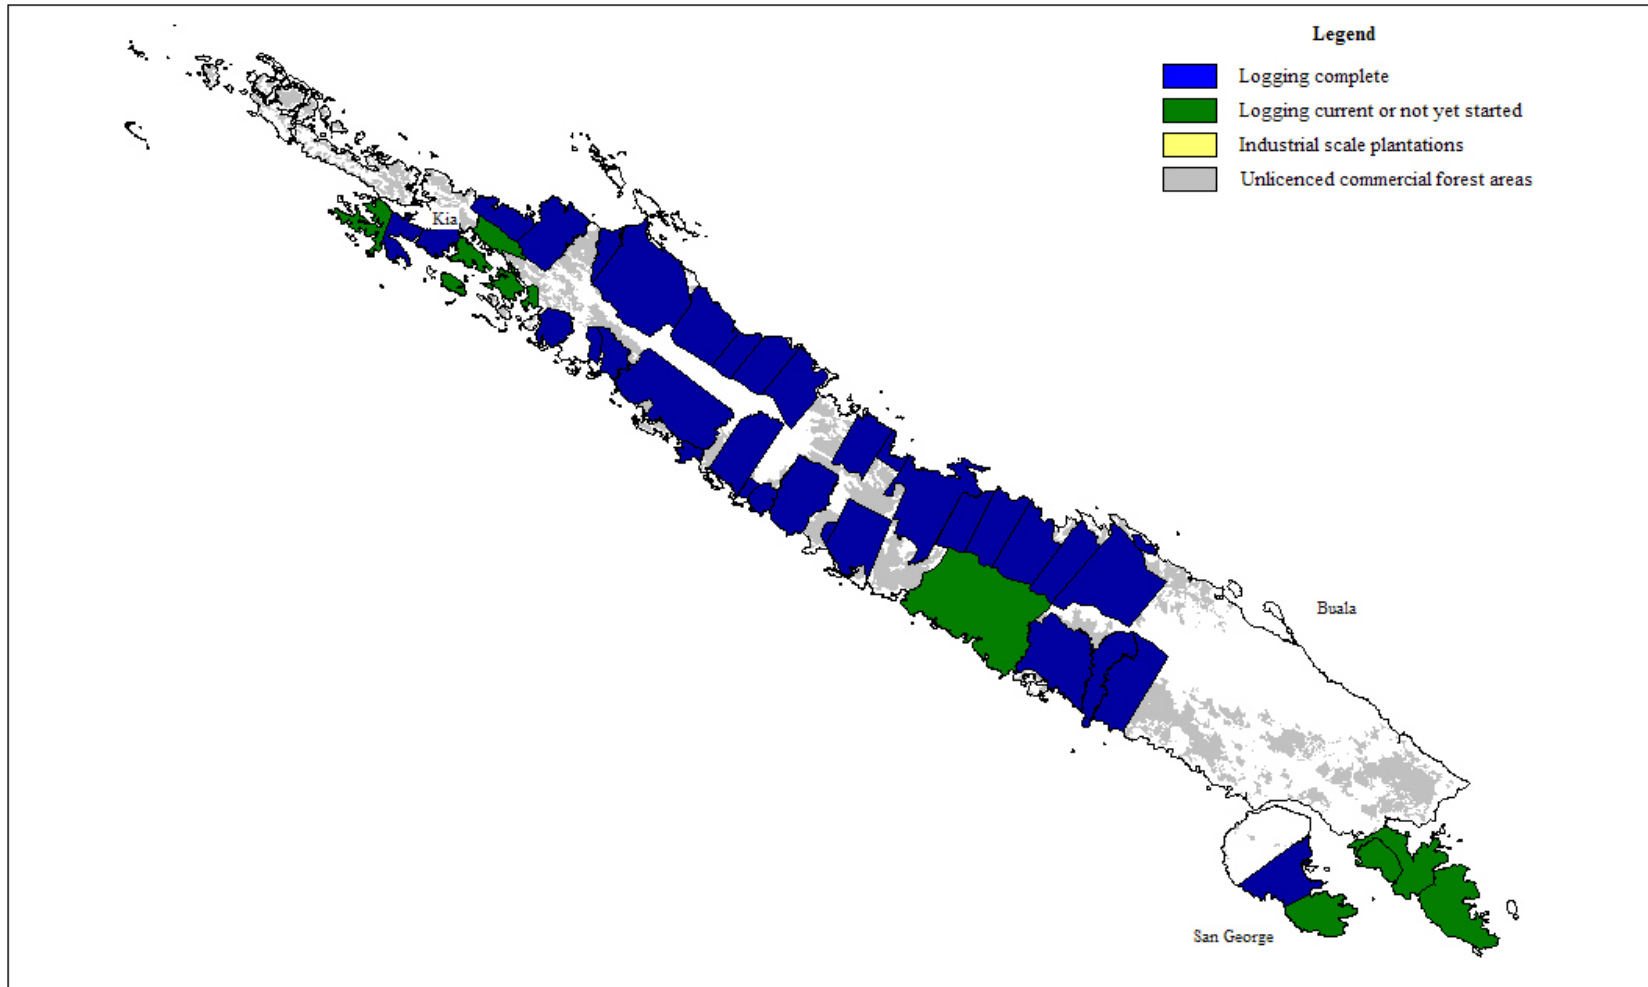 Legend
Logging complete
Logging current or not yet started
Industrial scale plantations
Unlicenced commercial forest areas
Kia
Buala
San George